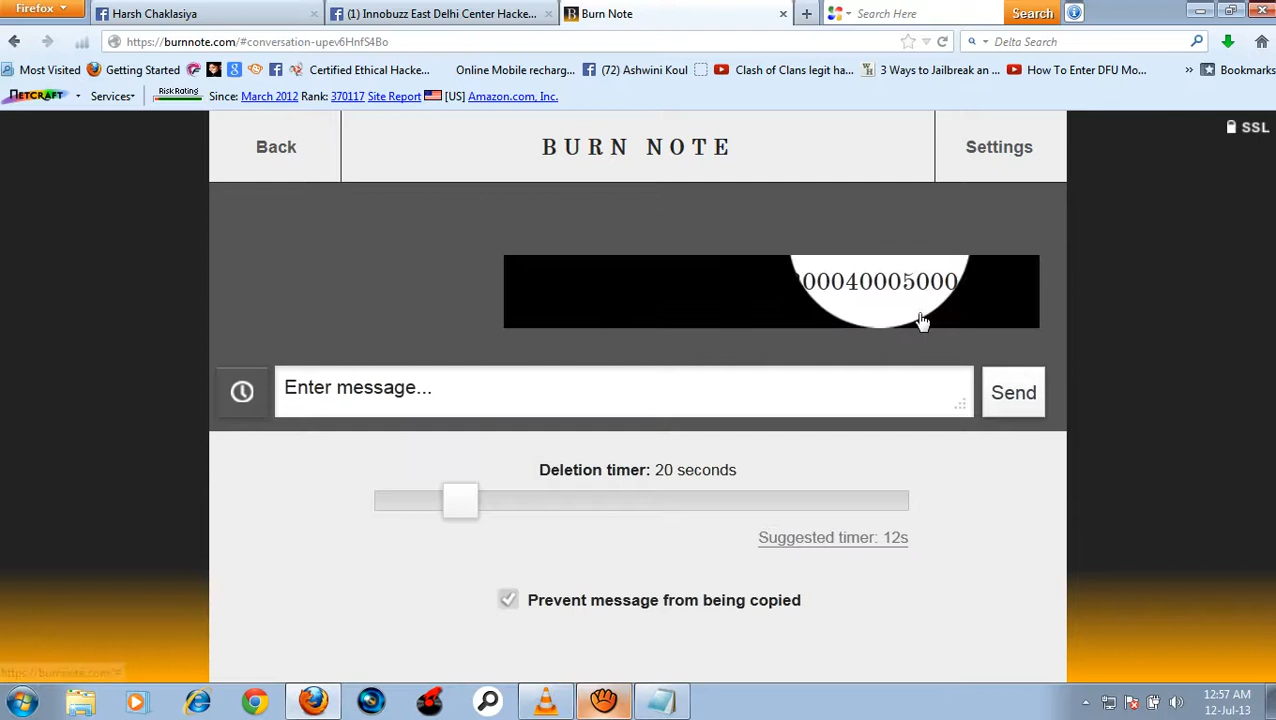 Firefox
Harsh Chaklasiya
(1) Innobuzz East Delhi Center Hacke...
Burn Note
Search Here
Search
https://burnnote.com/#conversation-upev6HnfS4Bo
Delta Search
Most Visited
Getting Started
Certified Ethical Hacke...
Online Mobile recharg...
(72) Ashwini Koul
Clash of Clans legit ha...
3 Ways to Jailbreak an ...
How To Enter DFU Mo...
»
Bookmarks
NETCRAFT
Services
Risk Rating
Since: March 2012 Rank: 370117 Site Report [US] Amazon.com, Inc.
SSL
Back
BURN NOTE
Settings
00040005000
Enter message...
Send
Deletion timer: 20 seconds
Suggested timer: 12s
Prevent message from being copied
https://burnnote.com/#
12:57 AM
12-Jul-13